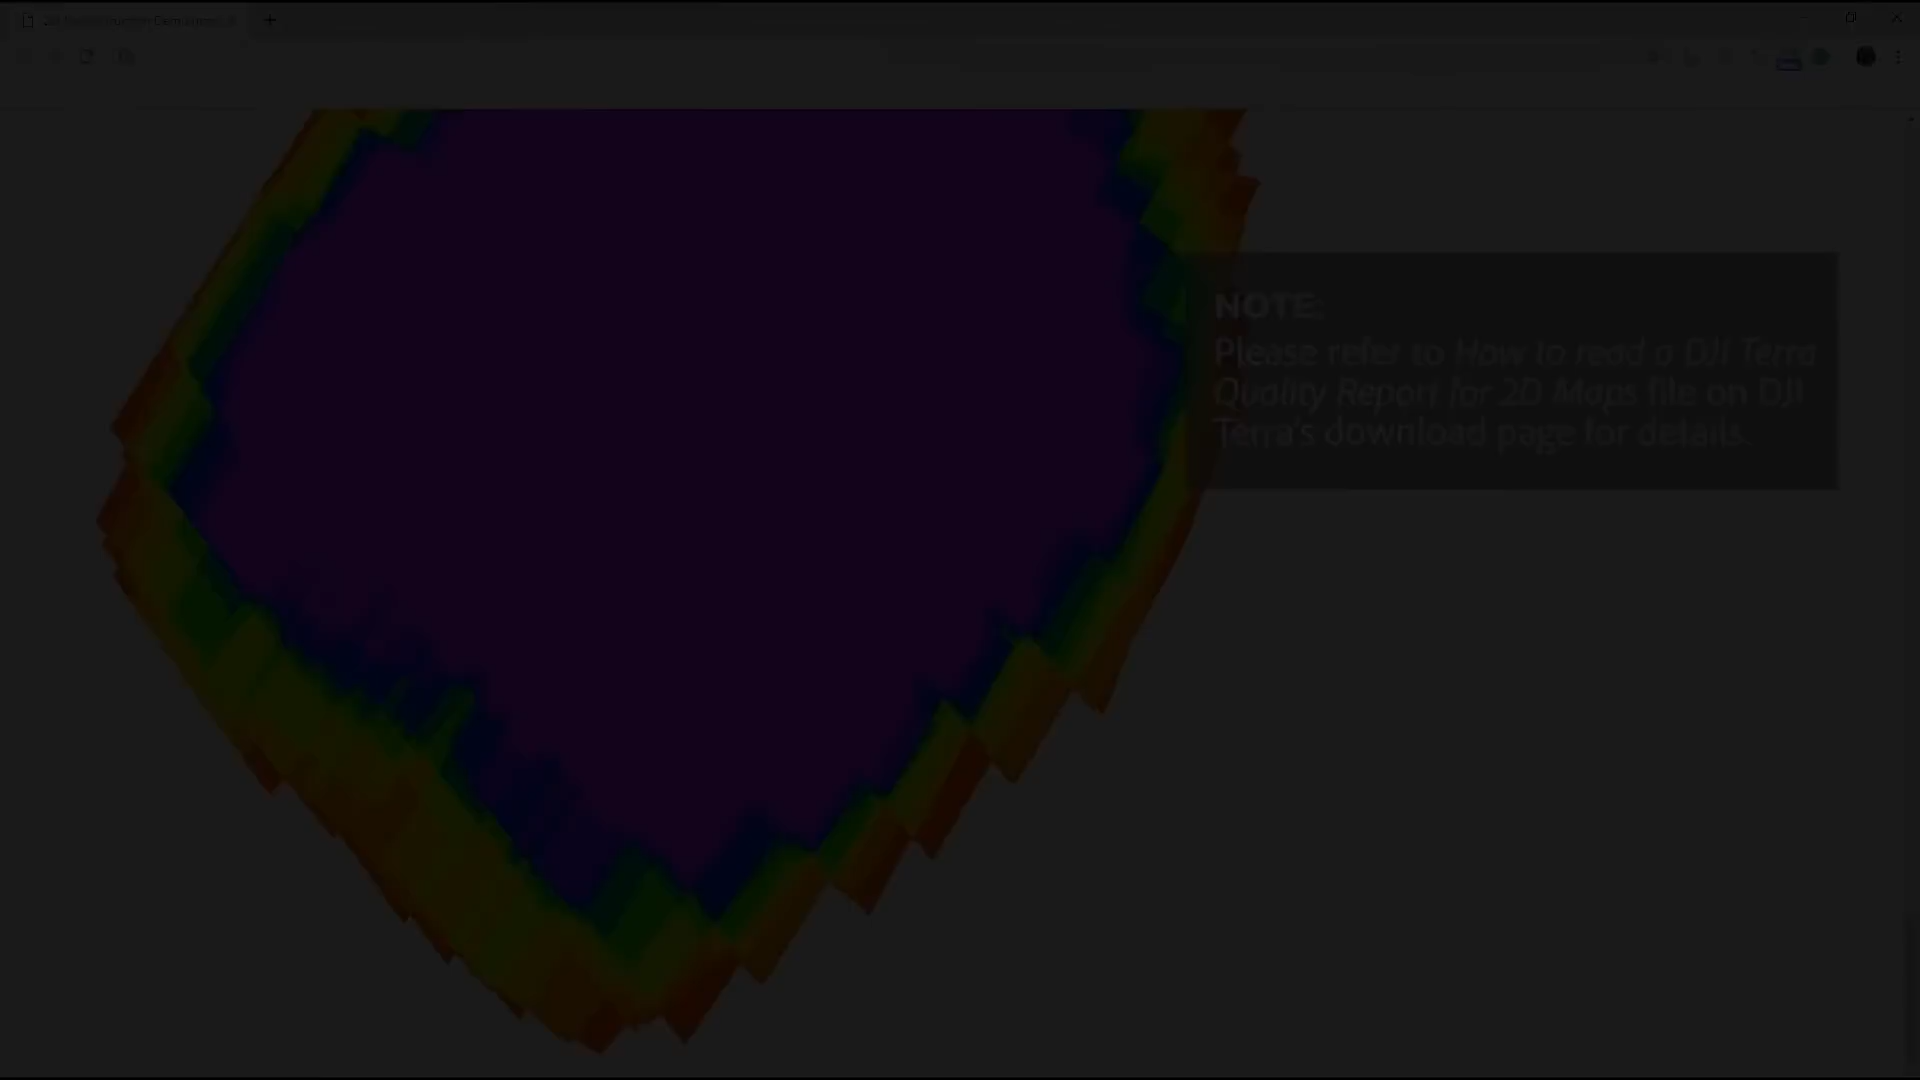 NOTE:
Please refer to How to read a DJI Terra
Quality Report for 2D Maps file on DJI
Terra's download page for details.